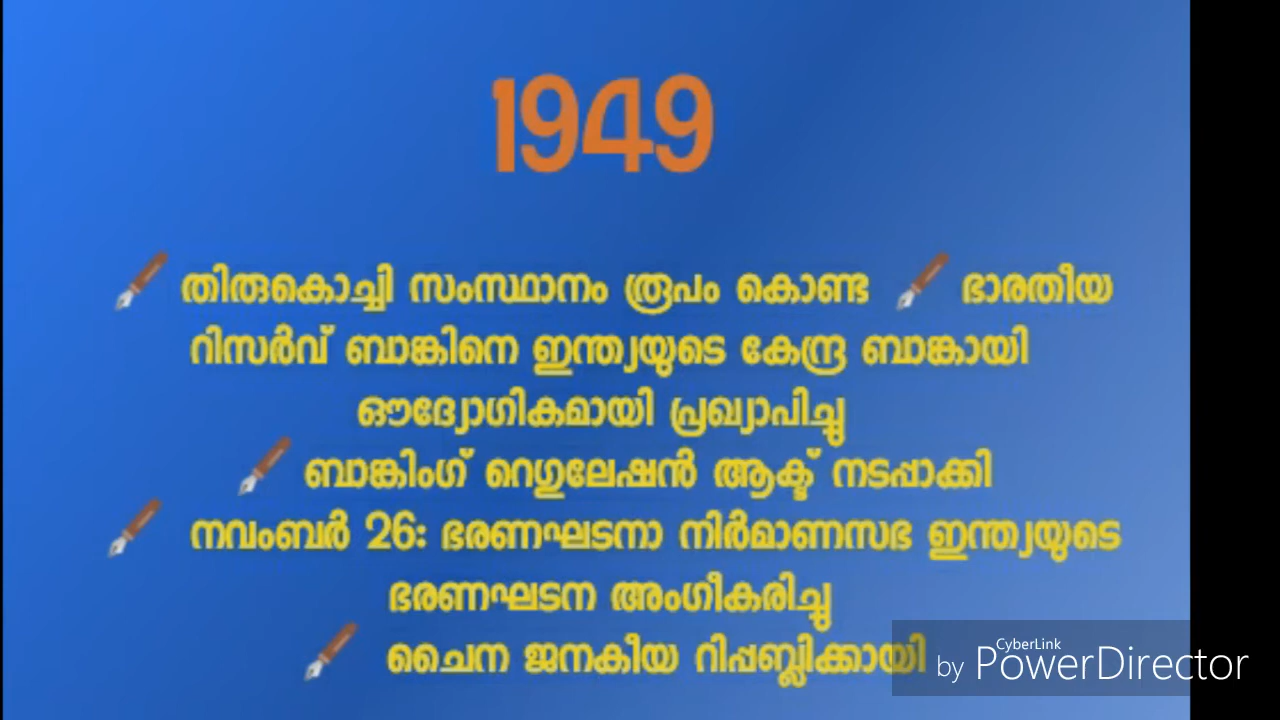 1949
തിരുകൊച്ചി സംസ്ഥാനം രൂപം കൊണ്ട ഭാരതീയ
റിസർവ് ബാങ്കിനെ ഇന്ത്യയുടെ കേന്ദ്ര ബാങ്കായി
ഔദ്യോഗികമായി പ്രഖ്യാപിച്ചു
ബാങ്കിംഗ് റെഗുലേഷൻ ആക്ട് നടപ്പാക്കി
നവംബർ 26: ഭരണഘടനാ നിർമാണസഭ ഇന്ത്യയുടെ
ഭരണഘടന അംഗീകരിച്ചു
ചൈന ജനകീയ റിപ്പബ്ലിക്കായി
CyberLink
by PowerDirector